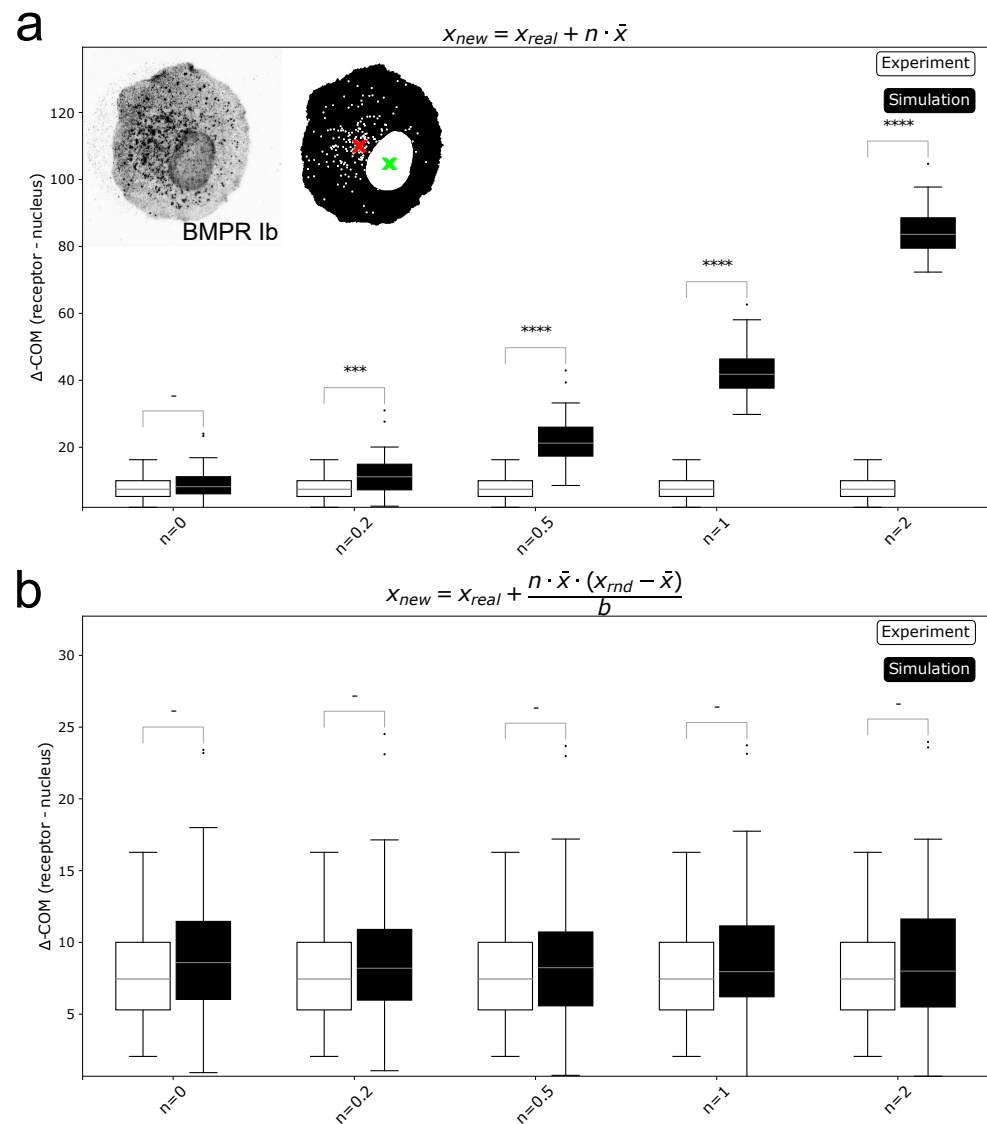 a
x_new = x_real + n · x̄
Experiment
Simulation
BMPR Ib
Δ-COM (receptor - nucleus)
120
100
80
60
40
20
-
***
****
****
****
n=0
n=0.2
n=0.5
n=1
n=2
b
x_new = x_real + n · x̄ · (x_rnd − x̄) / b
Experiment
Simulation
Δ-COM (receptor - nucleus)
30
25
20
15
10
5
-
-
-
-
-
n=0
n=0.2
n=0.5
n=1
n=2